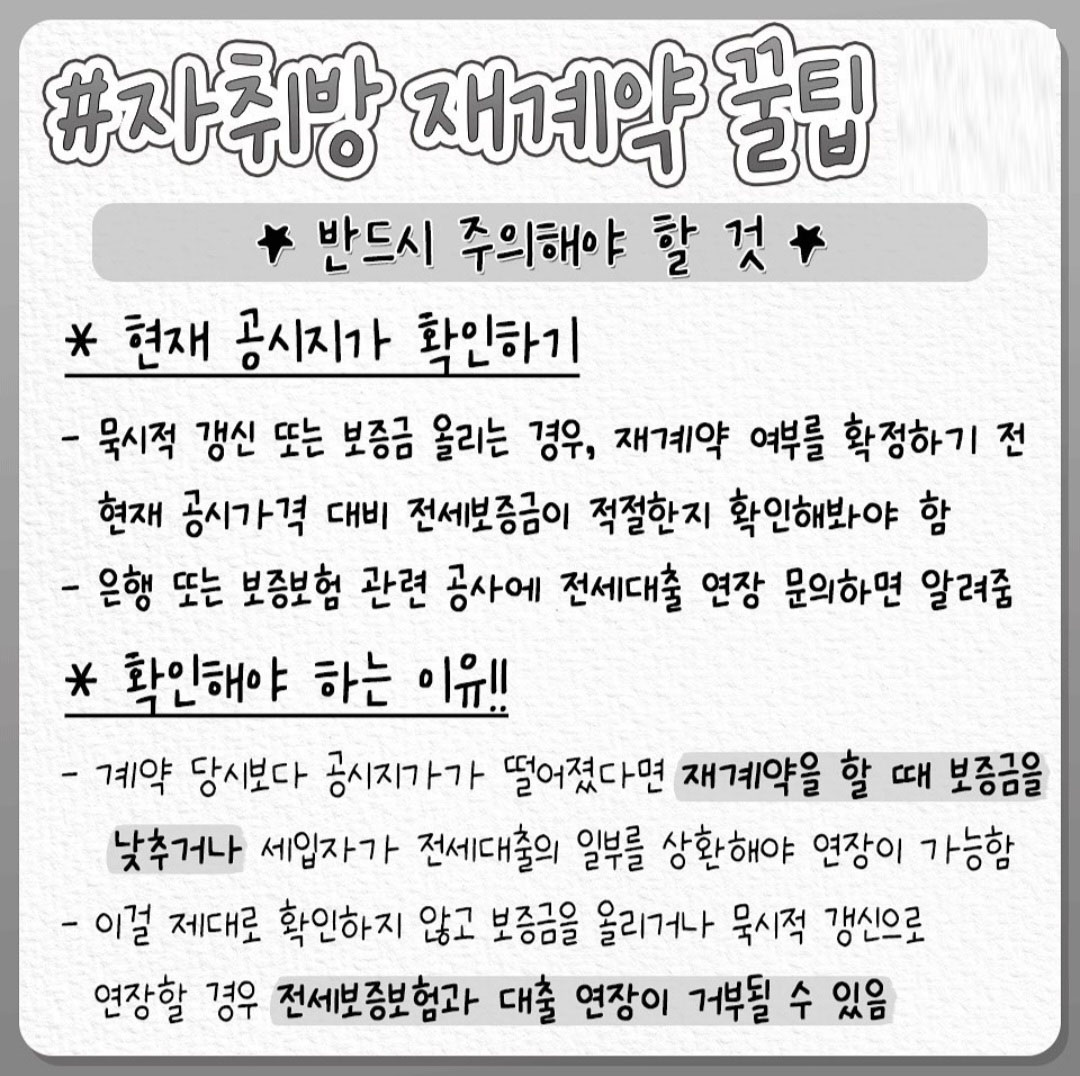 #자취방 재계약 꿀팁
★ 반드시 주의해야 할 것 ★
* 현재 공시지가 확인하기
- 묵시적 갱신 또는 보증금 올리는 경우, 재계약 여부를 확정하기 전
현재 공시가격 대비 전세보증금이 적절한지 확인해봐야 함
- 은행 또는 보증보험 관련 공사에 전세대출 연장 문의하면 알려줌
* 확인해야 하는 이유!!
- 계약 당시보다 공시지가가 떨어졌다면 재계약을 할 때 보증금을
낮추거나 세입자가 전세대출의 일부를 상환해야 연장이 가능함
- 이걸 제대로 확인하지 않고 보증금을 올리거나 묵시적 갱신으로
연장할 경우 전세보증보험과 대출 연장이 거부될 수 있음